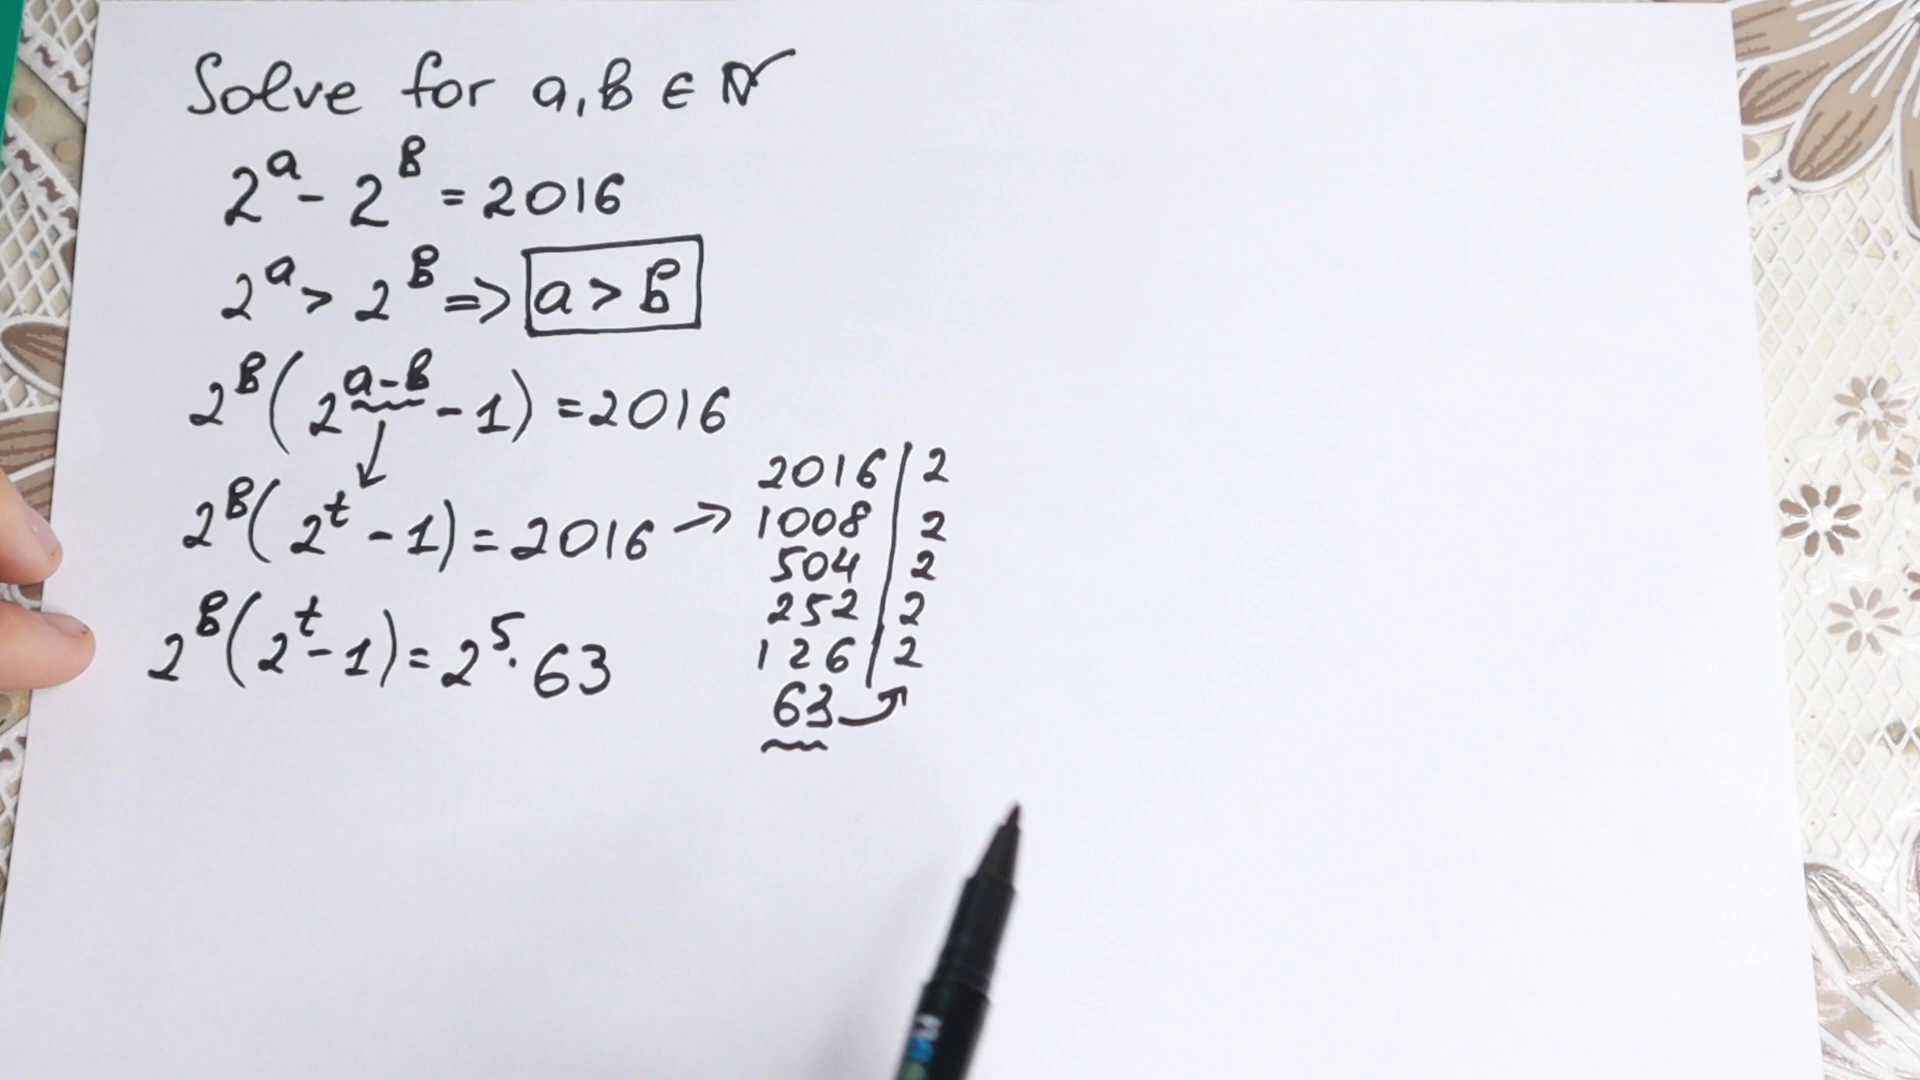 Solve for a, b ∈ ℕ
2^a - 2^b = 2016
2^a > 2^b => a > b
2^b (2^(a-b) - 1) = 2016
↓
2^b (2^t - 1) = 2016 →
2^b (2^t - 1) = 2^5 · 63
2016 | 2
1008 | 2
504 | 2
252 | 2
126 | 2
63